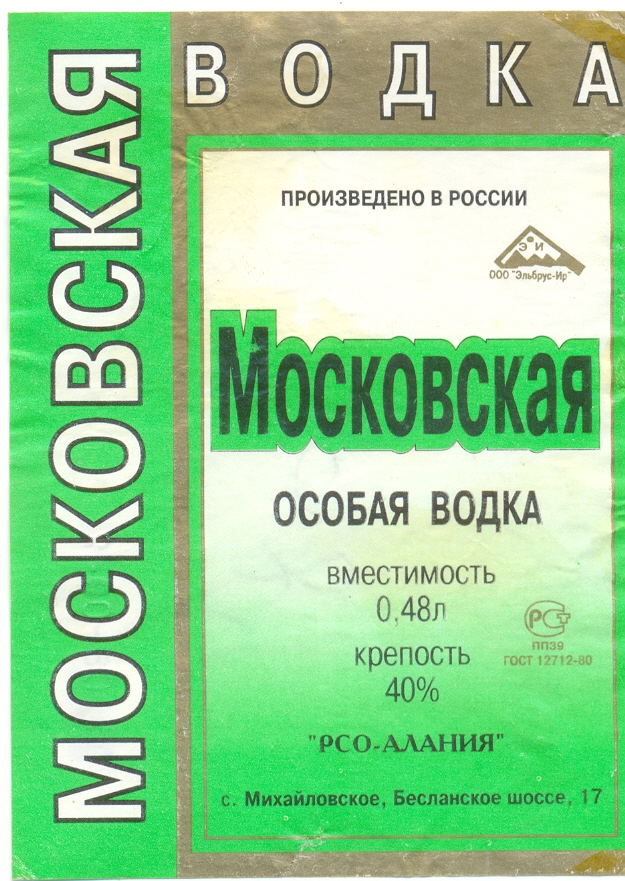 МОСКОВСКАЯ
ВОДКА
ПРОИЗВЕДЕНО В РОССИИ
Э И
ООО "Эльбрус-Ир"
Московская
ОСОБАЯ ВОДКА
вместимость
0,48л
крепость
40%
РСТ
ПП39
ГОСТ 12712-80
"РСО-АЛАНИЯ"
с. Михайловское, Бесланское шоссе, 17